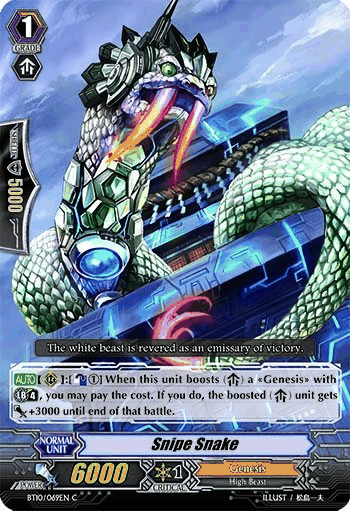 1
GRADE
SHIELD
5000
The white beast is revered as an emissary of victory.
AUTO 1:[ ①] When this unit boosts ( ) a «Genesis» with
LB 4, you may pay the cost. If you do, the boosted ( ) unit gets
+3000 until end of that battle.
NORMAL
UNIT
Snipe Snake
POWER
6000
1
CRITICAL
Genesis
High Beast
BT10/069EN C
ILLUST / 松島一夫